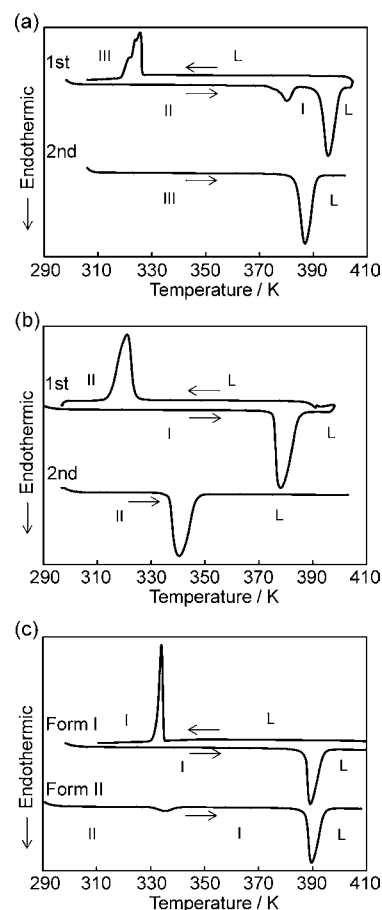 (a)
1st III L
II I L
2nd
III L
← Endothermic
290 310 330 350 370 390 410
Temperature / K
(b)
1st II L
I L
2nd
II L
← Endothermic
290 310 330 350 370 390 410
Temperature / K
(c)
Form I I L
I L
Form II
II I L
← Endothermic
290 310 330 350 370 390 410
Temperature / K